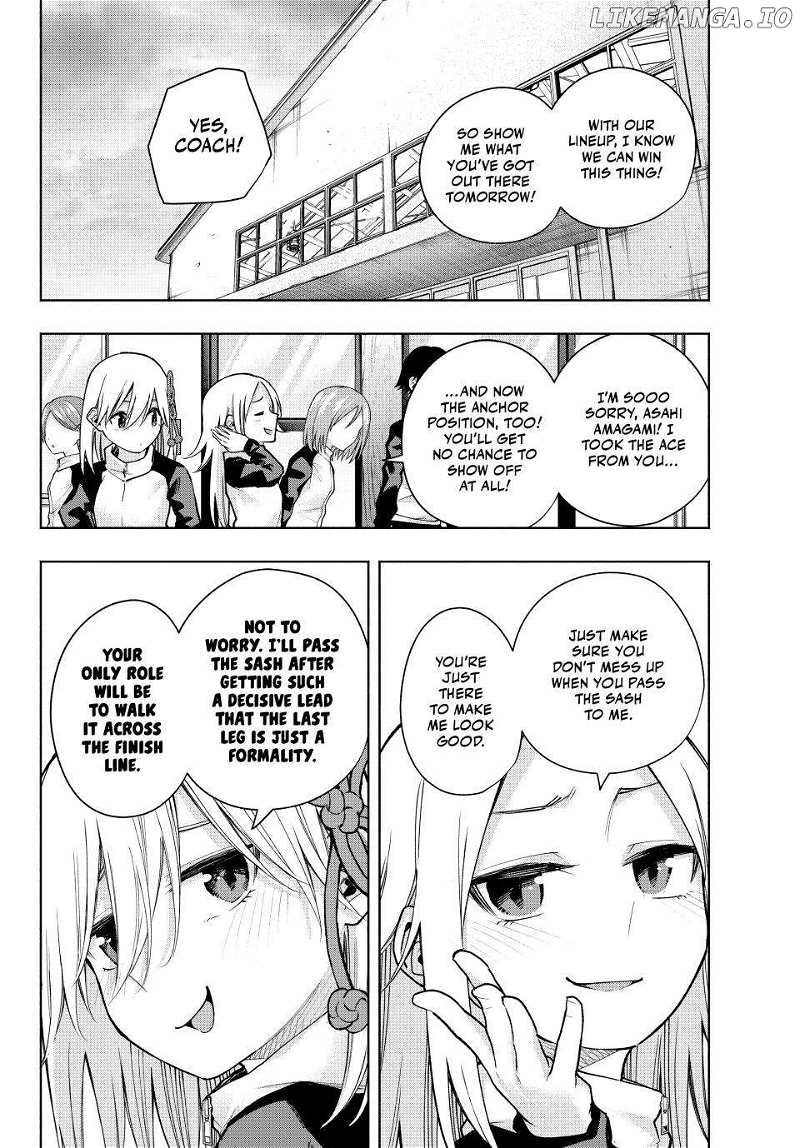 LIKEMANGA.IO
WITH OUR
LINEUP, I KNOW
WE CAN WIN
THIS THING!
SO SHOW
ME WHAT
YOU'VE GOT
OUT THERE
TOMORROW!
YES,
COACH!
I'M SOOO
SORRY, ASAHI
AMAGAMI! I
TOOK THE ACE
FROM YOU...
...AND NOW
THE ANCHOR
POSITION, TOO!
YOU'LL GET
NO CHANCE TO
SHOW OFF
AT ALL!
JUST MAKE
SURE YOU
DON'T MESS UP
WHEN YOU PASS
THE SASH
TO ME.
YOU'RE
JUST
THERE
TO MAKE
ME LOOK
GOOD.
NOT TO
WORRY. I'LL PASS
THE SASH AFTER
GETTING SUCH
A DECISIVE LEAD
THAT THE LAST
LEG IS JUST A
FORMALITY.
YOUR
ONLY ROLE
WILL BE
TO WALK
IT ACROSS
THE FINISH
LINE.